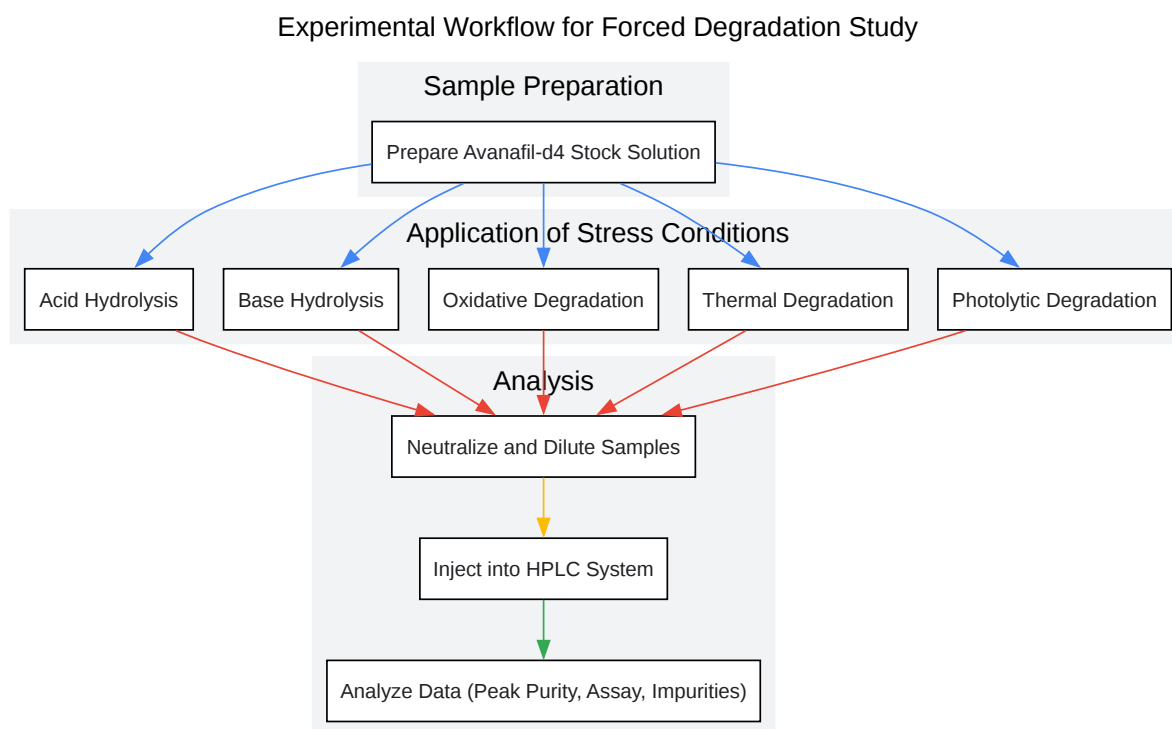 Experimental Workflow for Forced Degradation Study
Sample Preparation
Prepare Avanafil-d4 Stock Solution
Application of Stress Conditions
Acid Hydrolysis
Base Hydrolysis
Oxidative Degradation
Thermal Degradation
Photolytic Degradation
Analysis
Neutralize and Dilute Samples
Inject into HPLC System
Analyze Data (Peak Purity, Assay, Impurities)